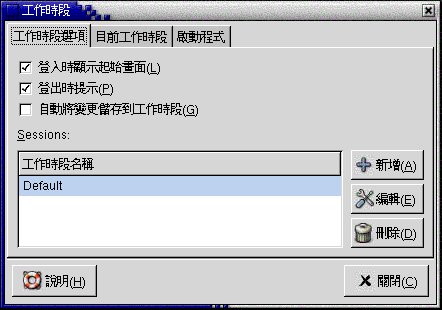 工作時段
工作時段選項 目前工作時段 啟動程式
登入時顯示起始畫面(L)
登出時提示(P)
自動將變更儲存到工作時段(G)
Sessions:
工作時段名稱
Default
新增(A)
編輯(E)
刪除(D)
說明(H) 關閉(C)